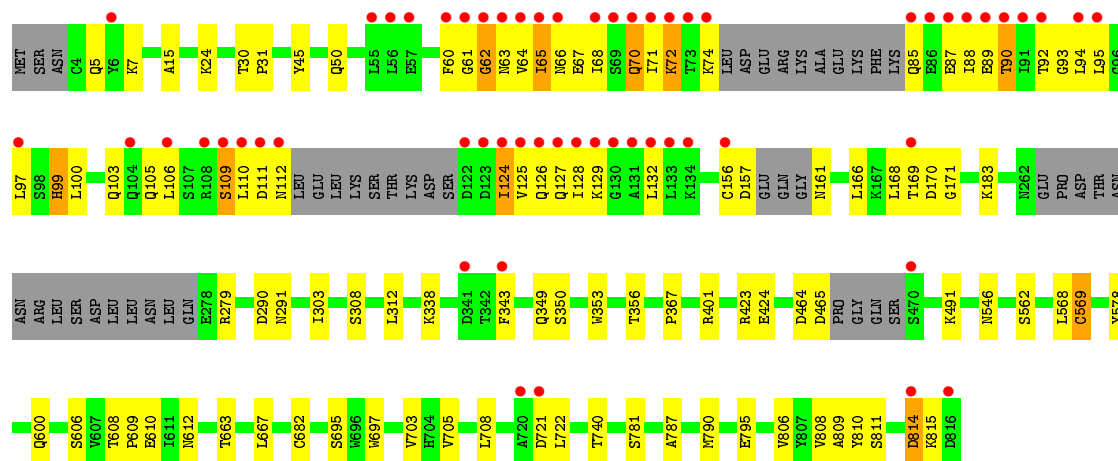 MET SER ASN C4 Q5 Y6 K7 A15 K24 T30 P31 Y45 Q50 L55 L56 E57 F60 G61 G62 N63 V64 I65 N66 E67 I68 S69 Q70 I71 K72 T73 K74 LEU ASP GLU ARG LYS ALA GLU LYS PHE LYS Q85 E86 E87 I88 E89 T90 I91 T92 G93 L94 L95
L97 S98 H99 L100 Q103 Q104 Q105 L106 S107 R108 S109 L110 D111 N112 LEU GLU LEU LYS SER THR LYS ASP SER D122 D123 I124 V125 Q126 Q127 I128 K129 G130 A131 L132 L133 K134 C156 D157 GLU GLN GLY N161 L166 K167 L168 T169 D170 G171 K183 N262 GLU PRO ASP THR ASN
ASN ARG LEU SER ASP LEU LEU ASN LEU GLN E278 R279 D290 N291 I303 S308 L312 K338 D341 T342 F343 Q349 S350 W353 T356 P367 R401 R423 E424 D464 D465 PRO GLY GLN SER S470 K491 N546 S562 L568 C569 Y578
Q600 S606 V607 T608 P609 E610 I611 N612 T663 L667 C682 S695 W696 W697 V703 H704 V705 L708 A720 D721 L722 T740 S781 A787 M790 E795 V806 Y807 V808 A809 Y810 S811 D814 K815 D816